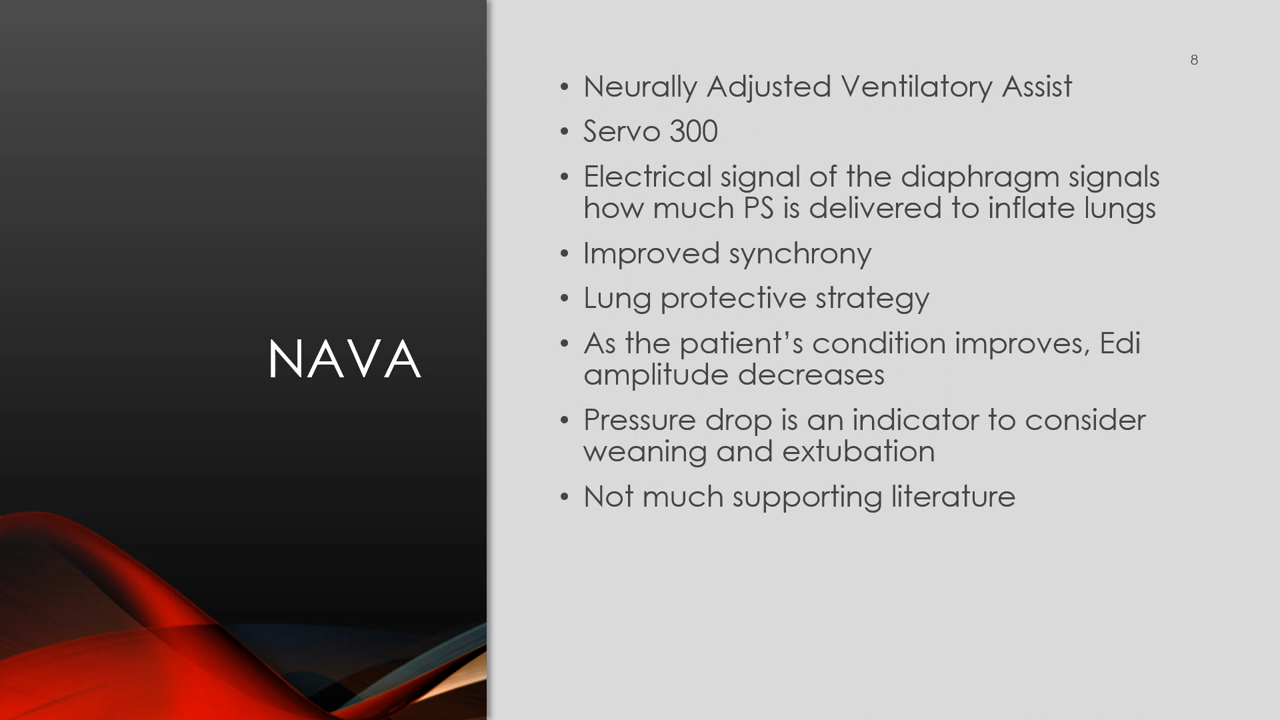 8
NAVA
• Neurally Adjusted Ventilatory Assist
• Servo 300
• Electrical signal of the diaphragm signals
how much PS is delivered to inflate lungs
• Improved synchrony
• Lung protective strategy
• As the patient’s condition improves, Edi
amplitude decreases
• Pressure drop is an indicator to consider
weaning and extubation
• Not much supporting literature